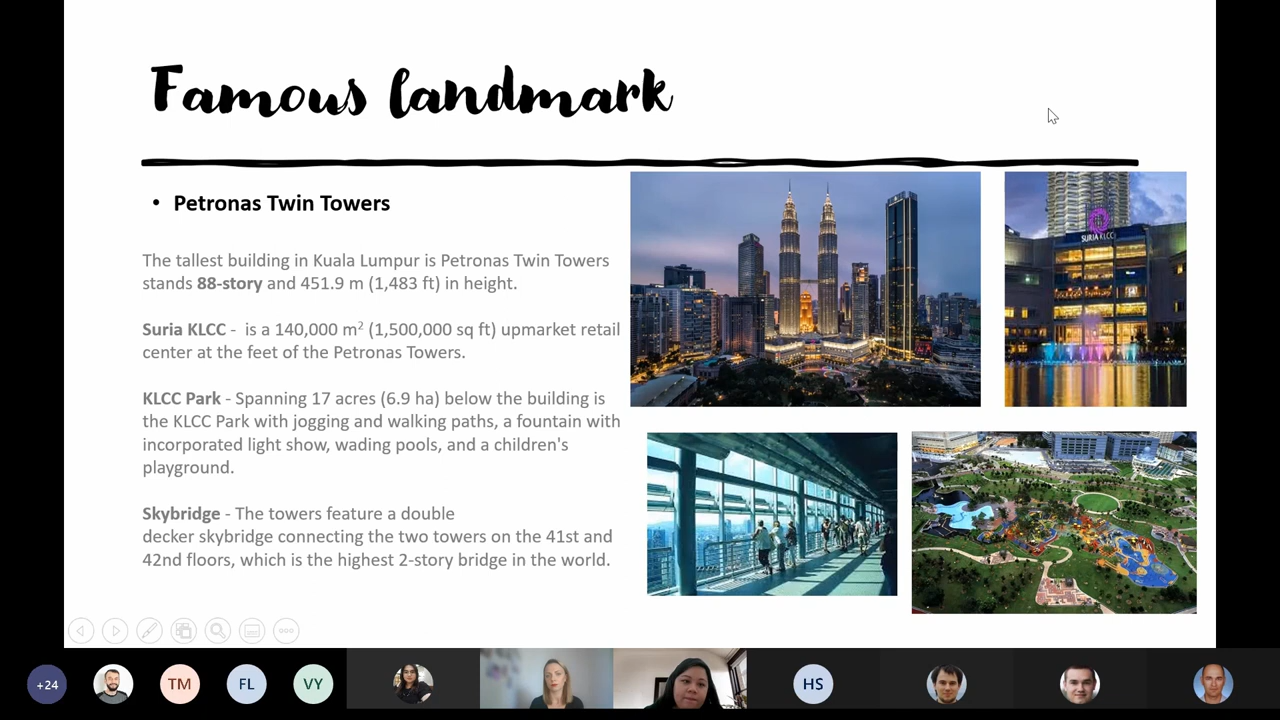 Famous landmark
• Petronas Twin Towers
The tallest building in Kuala Lumpur is Petronas Twin Towers
stands 88-story and 451.9 m (1,483 ft) in height.
Suria KLCC - is a 140,000 m² (1,500,000 sq ft) upmarket retail
center at the feet of the Petronas Towers.
KLCC Park - Spanning 17 acres (6.9 ha) below the building is
the KLCC Park with jogging and walking paths, a fountain with
incorporated light show, wading pools, and a children's
playground.
Skybridge - The towers feature a double
decker skybridge connecting the two towers on the 41st and
42nd floors, which is the highest 2-story bridge in the world.
SURIA KLCC
+24
TM
FL
VY
HS